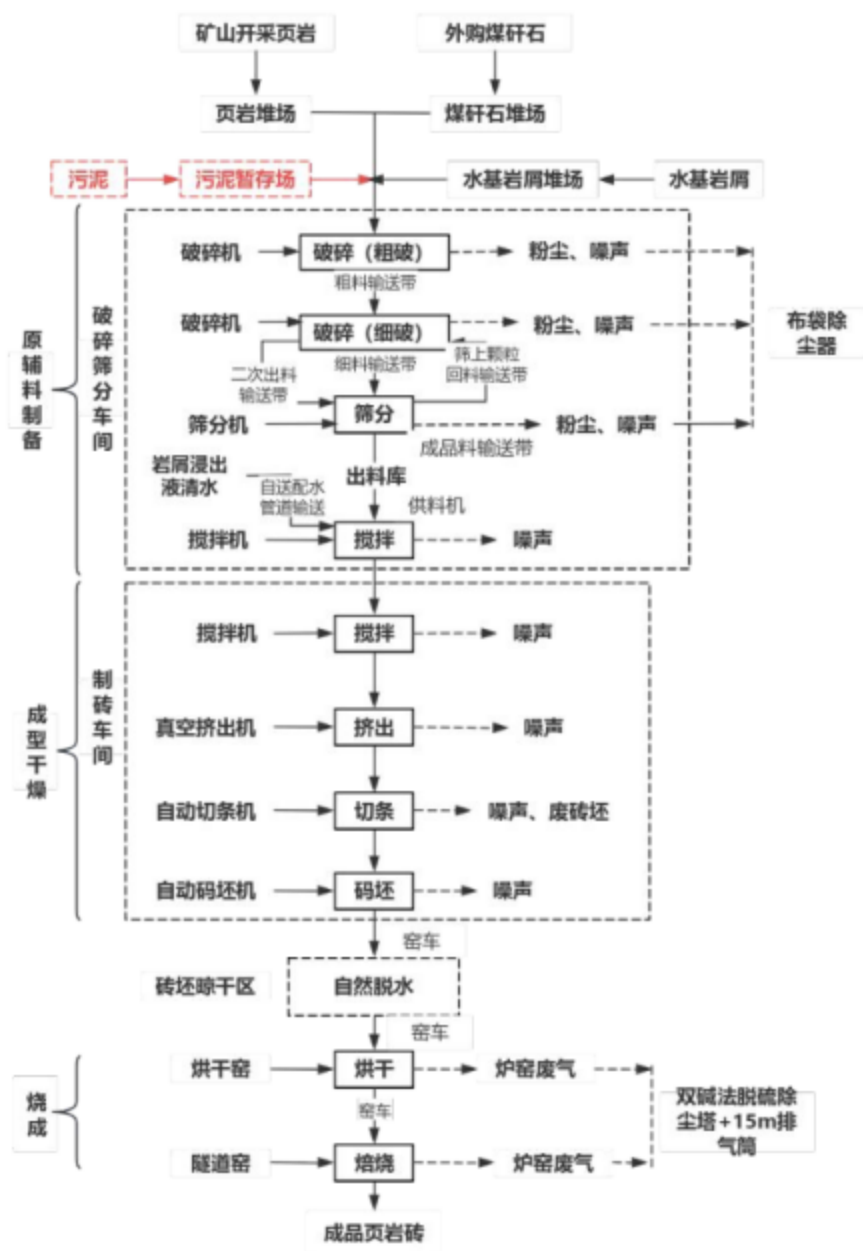 矿山开采页岩
外购煤矸石
页岩堆场
煤矸石堆场
污泥
污泥暂存场
水基岩屑堆场
水基岩屑
原辅料制备
破碎筛分车间
破碎机
破碎（粗破）
粉尘、噪声
粗料输送带
破碎机
破碎（细破）
粉尘、噪声
布袋除
尘器
二次出料
输送带
细料输送带
筛上颗粒
回料输送带
筛分机
筛分
粉尘、噪声
成品料输送带
岩屑浸出
液清水
自送配水
管道输送
出料库
供料机
搅拌机
搅拌
噪声
成型干燥
制砖车间
搅拌机
搅拌
噪声
真空挤出机
挤出
噪声
自动切条机
切条
噪声、废砖坯
自动码坯机
码坯
噪声
窑车
砖坯晾干区
自然脱水
窑车
烧成
烘干窑
烘干
炉窑废气
窑车
双碱法脱硫除
尘塔+15m排
气筒
隧道窑
焙烧
炉窑废气
成品页岩砖